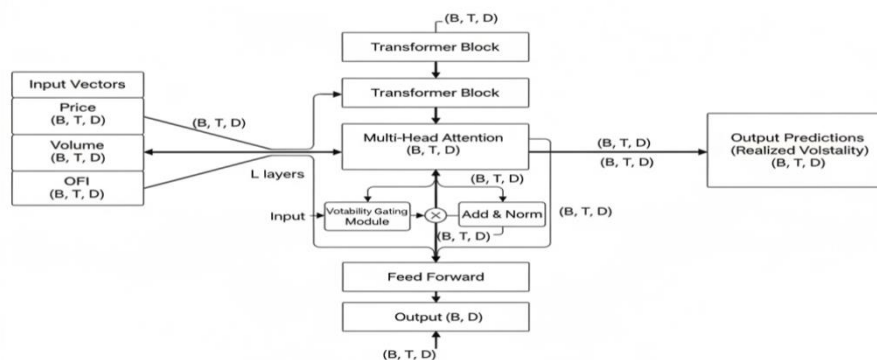 (B, T, D)
Transformer Block
Transformer Block
Input Vectors
Price
(B, T, D)
Volume
(B, T, D)
OFI
(B, T, D)
(B, T, D)
L layers
Multi-Head Attention
(B, T, D)
(B, T, D)
(B, T, D)
Output Predictions
(Realized Volstality)
(B, T, D)
(B, T, D)
Input
Votability Gating
Module
×
Add & Norm
(B, T, D)
(B, T, D)
Feed Forward
Output (B, D)
(B, T, D)